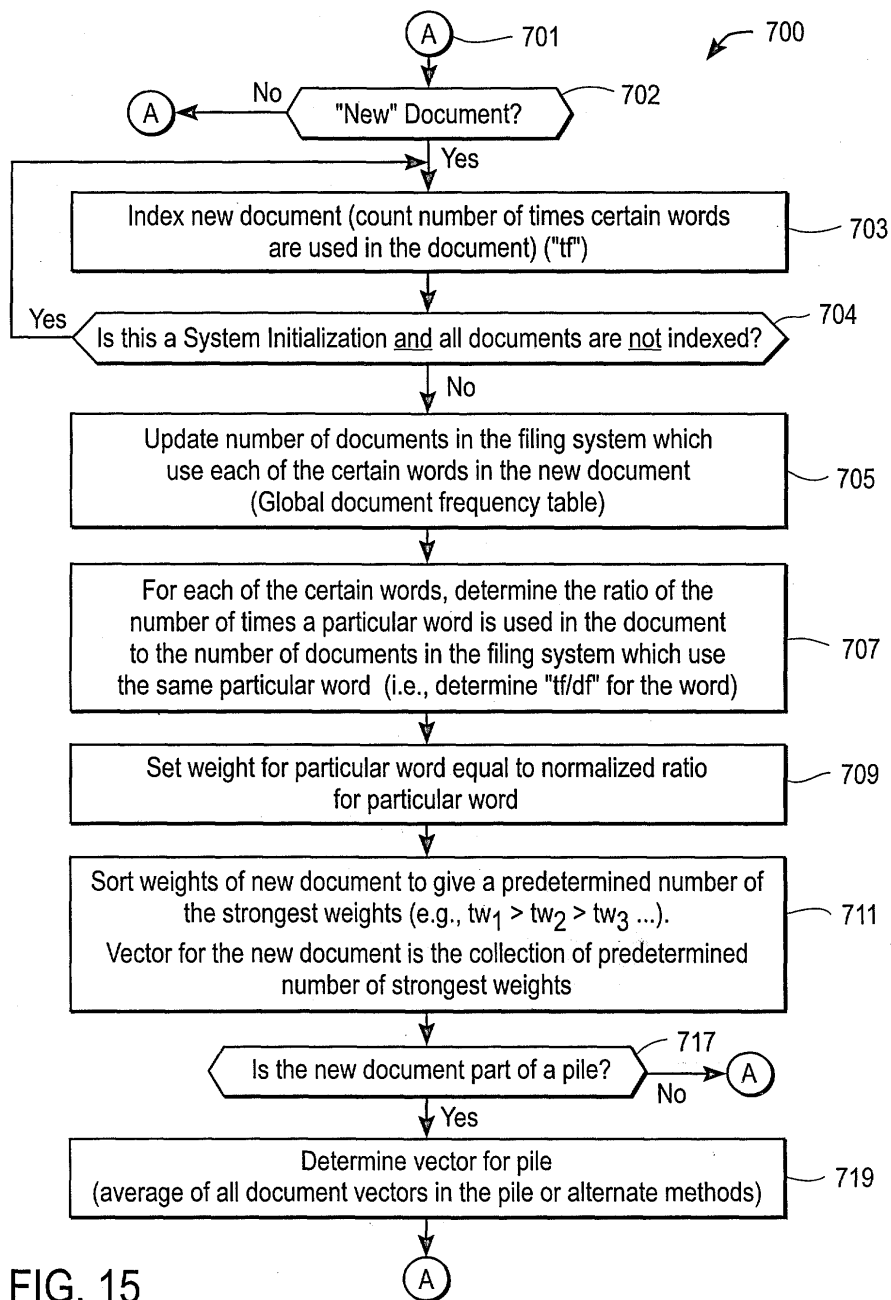 A
701
700
No
702
A
"New" Document?
Yes
Index new document (count number of times certain words
are used in the document) ("tf")
703
Yes
704
Is this a System Initialization and all documents are not indexed?
No
Update number of documents in the filing system which
use each of the certain words in the new document
(Global document frequency table)
705
For each of the certain words, determine the ratio of the
number of times a particular word is used in the document
to the number of documents in the filing system which use
the same particular word (i.e., determine "tf/df" for the word)
707
Set weight for particular word equal to normalized ratio
for particular word
709
Sort weights of new document to give a predetermined number of
the strongest weights (e.g., tw1 > tw2 > tw3 ...).
Vector for the new document is the collection of predetermined
number of strongest weights
711
717
Is the new document part of a pile?
A
No
Yes
Determine vector for pile
(average of all document vectors in the pile or alternate methods)
719
FIG. 15
A